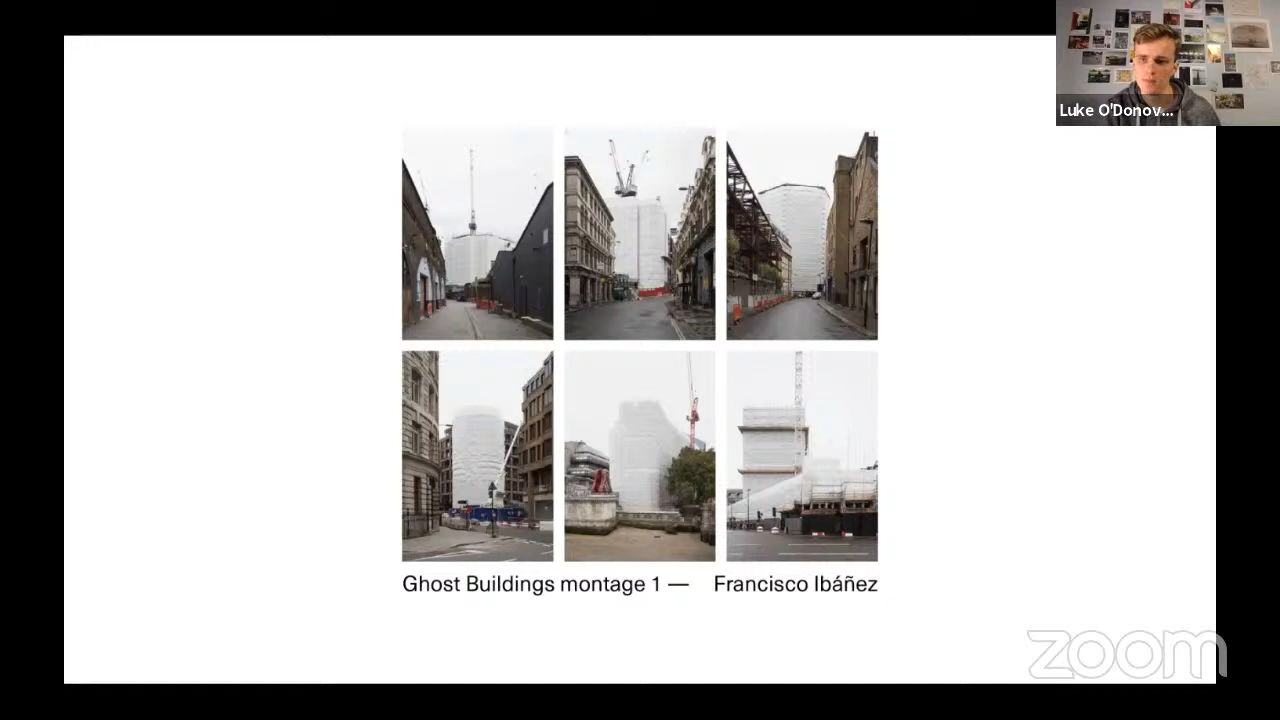 Luke O'Donov...
Ghost Buildings montage 1 — Francisco Ibáñez
zoom